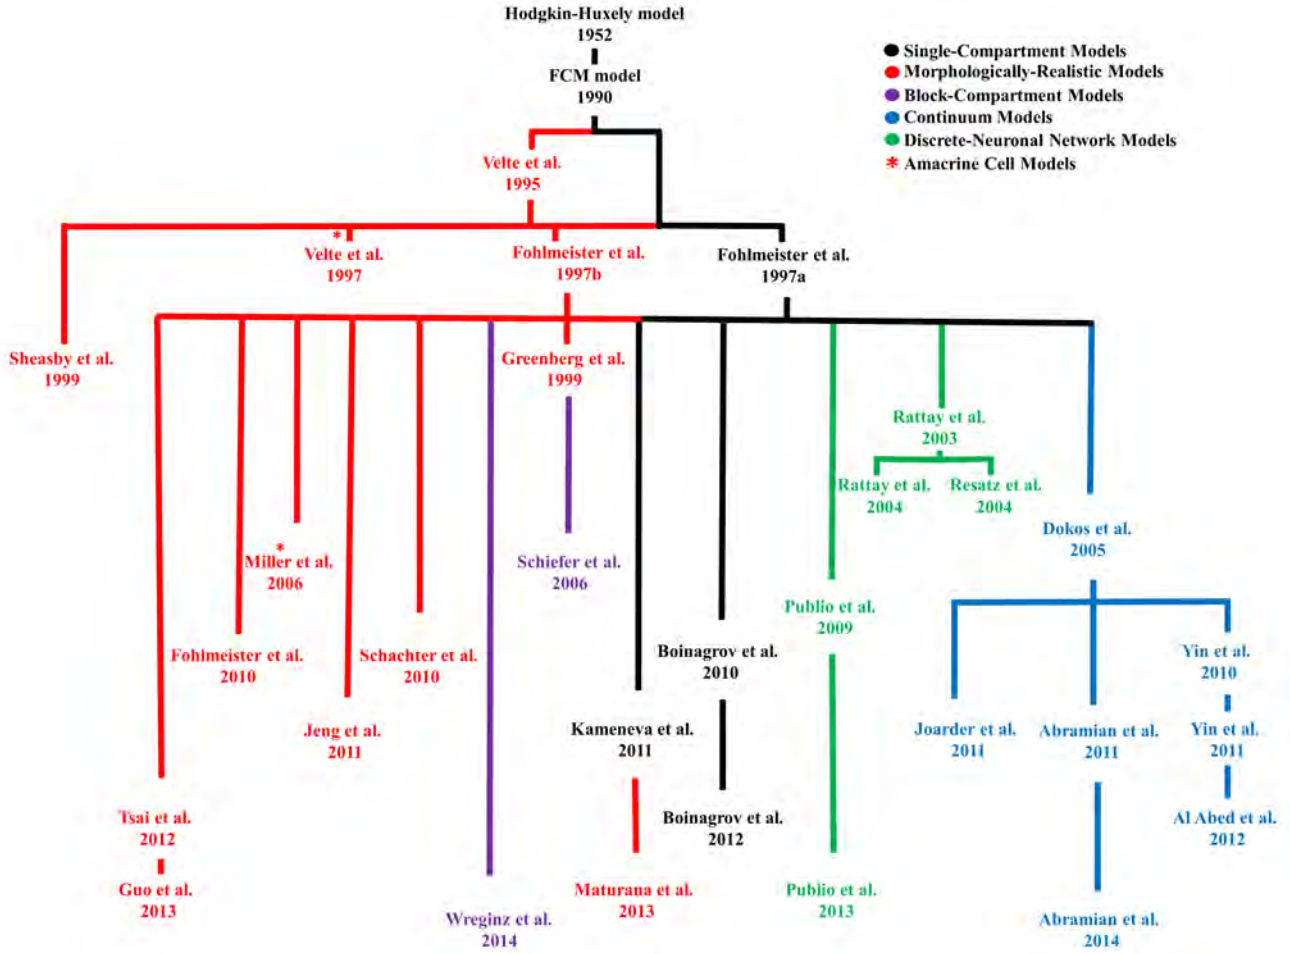 Hodgkin-Huxely model
1952
FCM model
1990
Single-Compartment Models
Morphologically-Realistic Models
Block-Compartment Models
Continuum Models
Discrete-Neuronal Network Models
* Amacrine Cell Models
Velte et al.
1995
*
Velte et al.
1997
Fohlmeister et al.
1997b
Fohlmeister et al.
1997a
Sheasby et al.
1999
Greenberg et al.
1999
Rattay et al.
2003
Rattay et al.
2004
Resatz et al.
2004
Dokos et al.
2005
*
Miller et al.
2006
Schiefer et al.
2006
Publio et al.
2009
Fohlmeister et al.
2010
Schachter et al.
2010
Boinagrov et al.
2010
Yin et al.
2010
Jeng et al.
2011
Kameneva et al.
2011
Joarder et al.
2011
Abramian et al.
2011
Yin et al.
2011
Tsai et al.
2012
Boinagrov et al.
2012
Al Abed et al.
2012
Guo et al.
2013
Maturana et al.
2013
Publio et al.
2013
Wreginz et al.
2014
Abramian et al.
2014